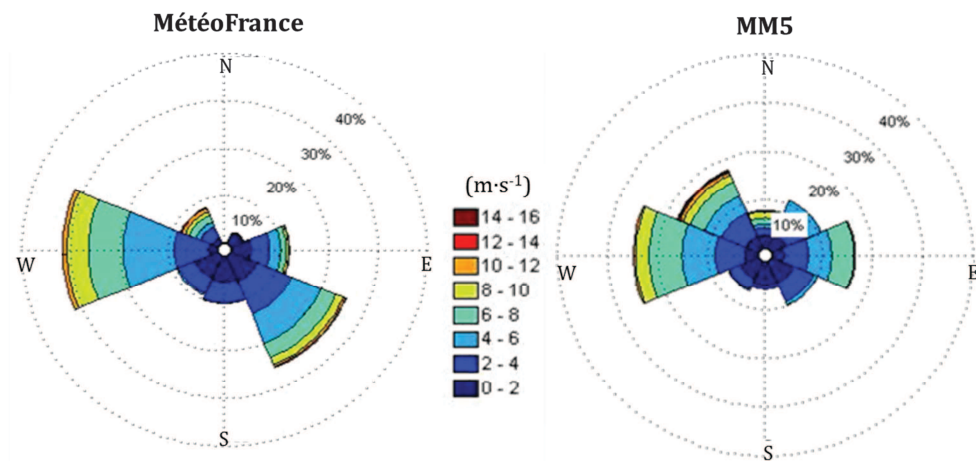 MétéoFrance
MM5
N
40%
30%
20%
10%
W
E
S
(m·s⁻¹)
14 - 16
12 - 14
10 - 12
8 - 10
6 - 8
4 - 6
2 - 4
0 - 2
N
40%
30%
20%
10%
W
E
S